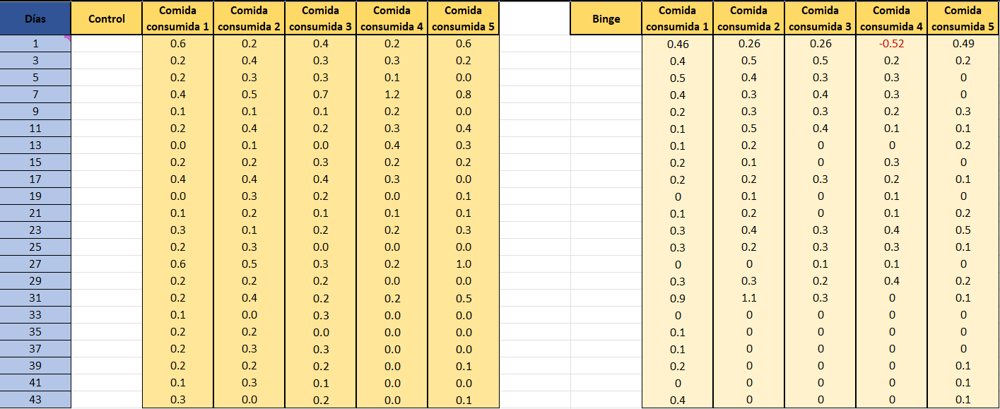 Días Control Comida consumida 1 Comida consumida 2 Comida consumida 3 Comida consumida 4 Comida consumida 5 Binge Comida consumida 1 Comida consumida 2 Comida consumida 3 Comida consumida 4 Comida consumida 5
1 0.6 0.2 0.4 0.2 0.6 0.46 0.26 0.26 -0.52 0.49
3 0.2 0.4 0.3 0.3 0.2 0.4 0.5 0.5 0.2 0.2
5 0.2 0.3 0.3 0.1 0.0 0.5 0.4 0.3 0.3 0
7 0.4 0.5 0.7 1.2 0.8 0.4 0.3 0.4 0.3 0
9 0.1 0.1 0.1 0.2 0.0 0.2 0.3 0.3 0.2 0.3
11 0.2 0.4 0.2 0.3 0.4 0.1 0.5 0.4 0.1 0.1
13 0.0 0.1 0.0 0.4 0.3 0.1 0.2 0 0 0.2
15 0.2 0.2 0.3 0.2 0.2 0.2 0.1 0 0.3 0
17 0.4 0.4 0.4 0.3 0.0 0.2 0.2 0.3 0.2 0.1
19 0.0 0.3 0.2 0.0 0.1 0 0.1 0 0.1 0
21 0.1 0.2 0.1 0.1 0.1 0.1 0.2 0 0.1 0.2
23 0.3 0.1 0.2 0.2 0.3 0.3 0.4 0.3 0.4 0.5
25 0.2 0.3 0.0 0.0 0.0 0.3 0.2 0.3 0.3 0.1
27 0.6 0.5 0.3 0.2 1.0 0 0 0.1 0.1 0
29 0.2 0.2 0.2 0.0 0.0 0.3 0.3 0.2 0.4 0.2
31 0.2 0.4 0.2 0.2 0.5 0.9 1.1 0.3 0 0.1
33 0.1 0.0 0.3 0.0 0.0 0 0 0 0 0
35 0.2 0.2 0.0 0.0 0.0 0.1 0 0 0 0
37 0.2 0.3 0.3 0.0 0.0 0.1 0 0 0 0
39 0.2 0.2 0.2 0.0 0.1 0.2 0 0 0 0.1
41 0.1 0.3 0.1 0.0 0.0 0 0 0 0 0.1
43 0.3 0.0 0.2 0.0 0.1 0.4 0 0 0 0.1